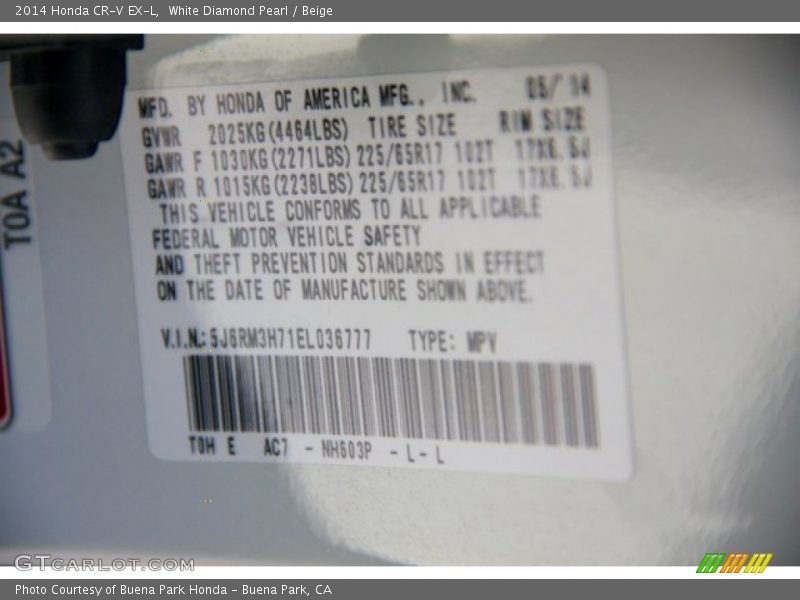 2014 Honda CR-V EX-L, White Diamond Pearl / Beige
TOA A2
MFD. BY HONDA OF AMERICA MFG., INC. 05/ 14
GVWR 2025KG(4464LBS) TIRE SIZE RIM SIZE
GAWR F 1030KG(2271LBS) 225/65R17 102T 17X6.5J
GAWR R 1015KG(2238LBS) 225/65R17 102T 17X6.5J
THIS VEHICLE CONFORMS TO ALL APPLICABLE
FEDERAL MOTOR VEHICLE SAFETY
AND THEFT PREVENTION STANDARDS IN EFFECT
ON THE DATE OF MANUFACTURE SHOWN ABOVE.
V.I.N.: 5J6RM3H71EL036777 TYPE: MPV
T0H E AC7 - NH603P - L- L
GTCARLOT.COM
Photo Courtesy of Buena Park Honda - Buena Park, CA